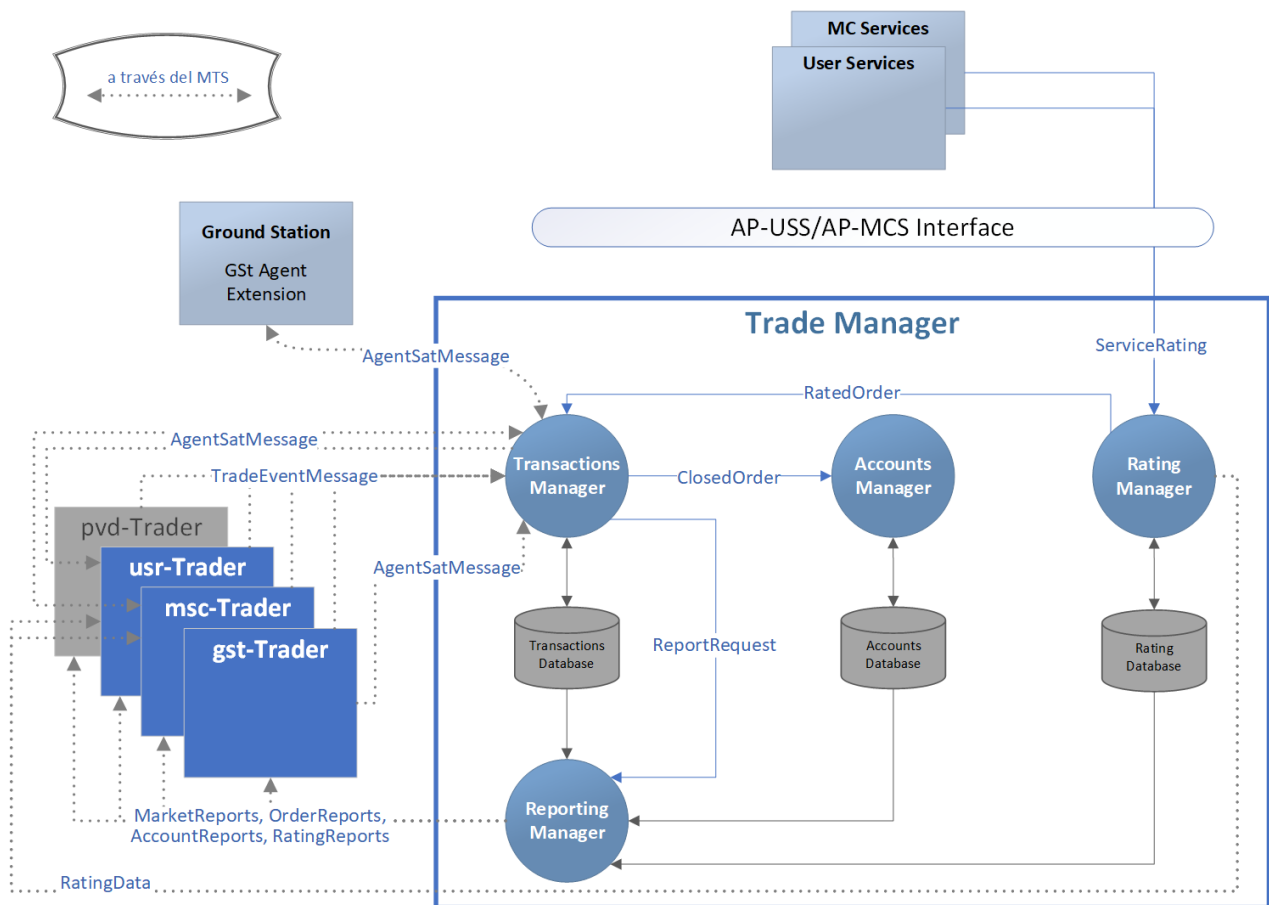 MC Services
User Services
a través del MTS
Ground Station
GSt Agent
Extension
AP-USS/AP-MCS Interface
Trade Manager
AgentSatMessage
ServiceRating
RatedOrder
AgentSatMessage
TradeEventMessage
Transactions
Manager
ClosedOrder
Accounts
Manager
Rating
Manager
pvd-Trader
usr-Trader
msc-Trader
gst-Trader
AgentSatMessage
Transactions
Database
ReportRequest
Accounts
Database
Rating
Database
MarketReports, OrderReports,
AccountReports, RatingReports
Reporting
Manager
RatingData